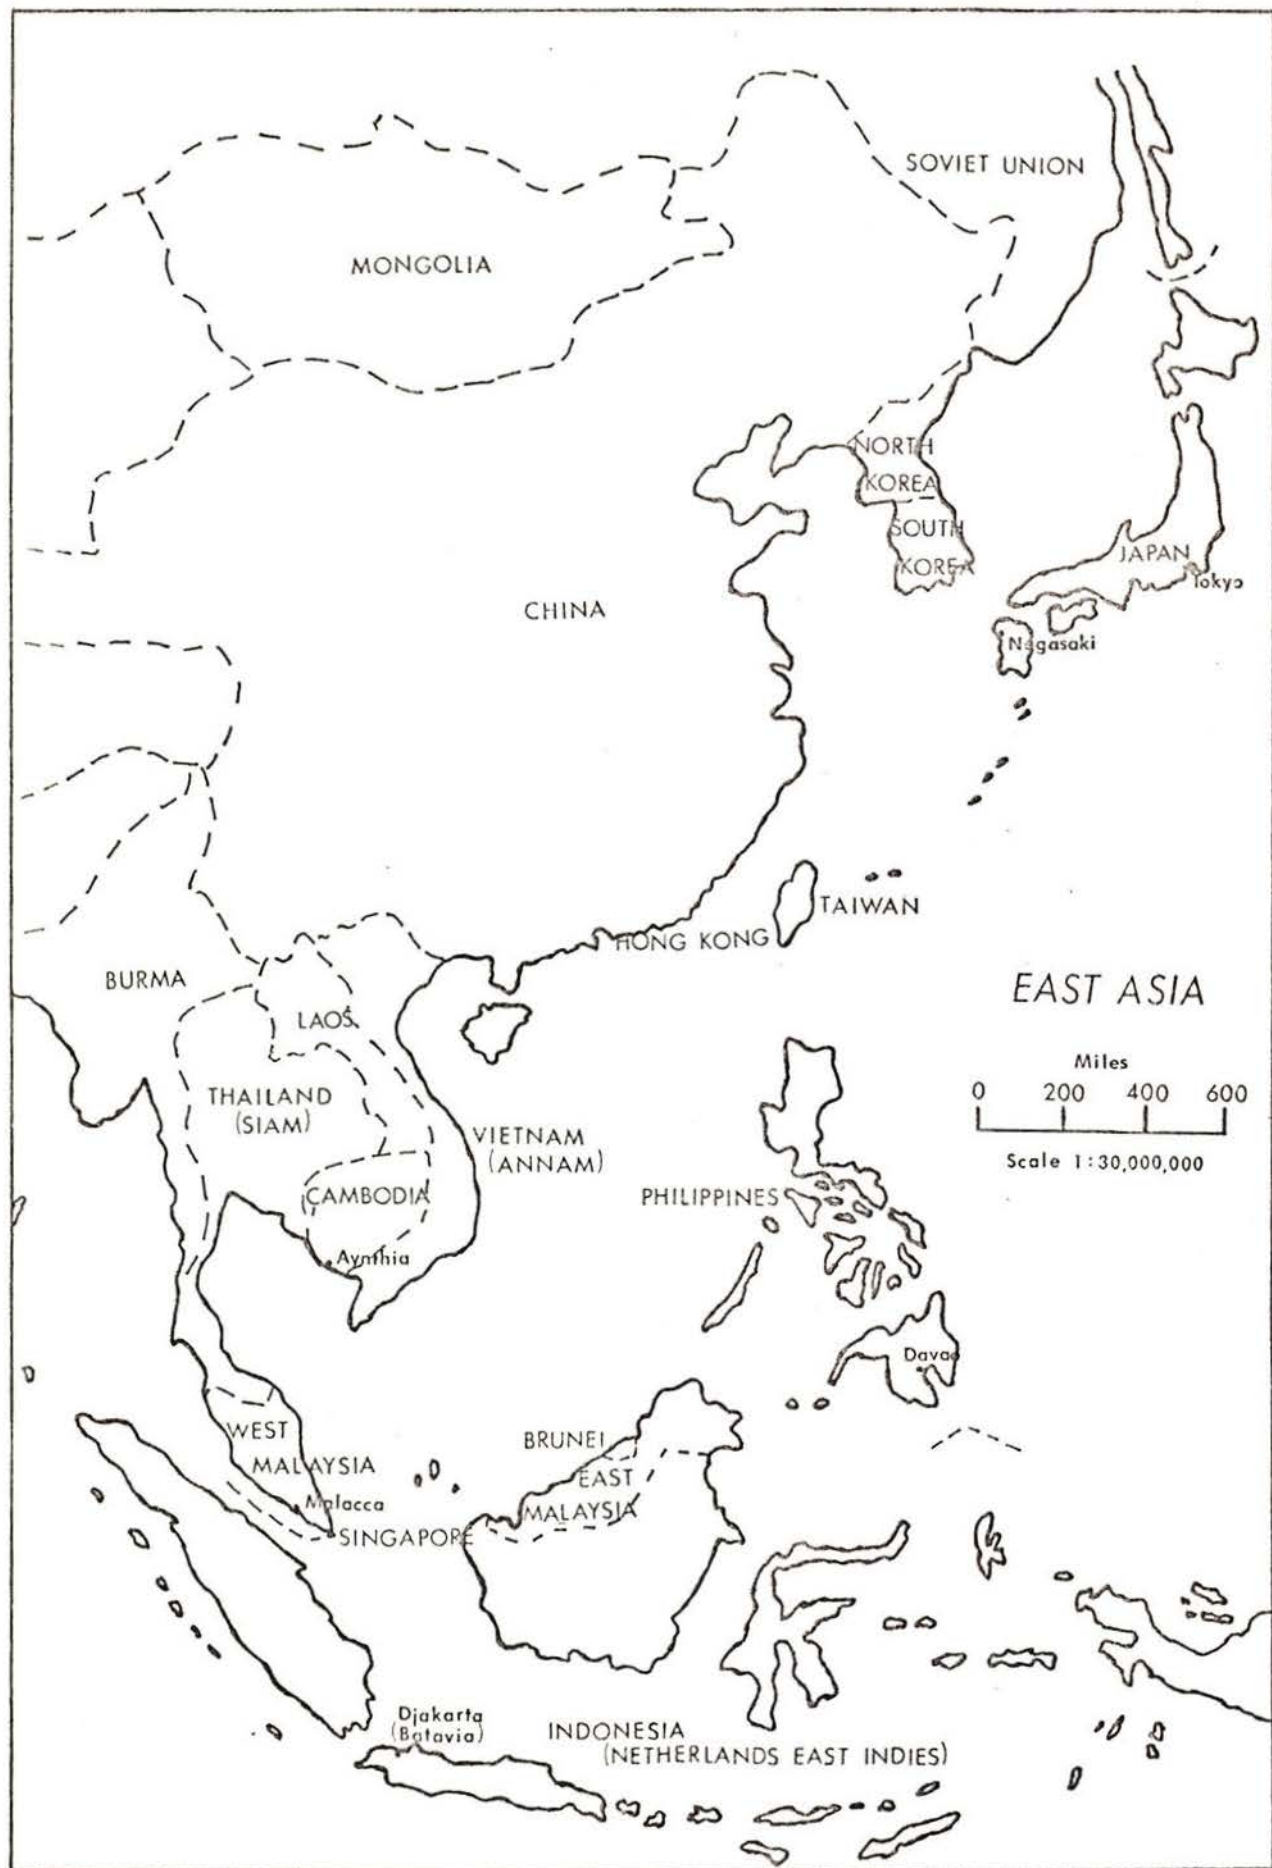 SOVIET UNION
MONGOLIA
NORTH
KOREA
SOUTH
KOREA
JAPAN
Tokyo
CHINA
Nagasaki
TAIWAN
HONG KONG
BURMA
EAST ASIA
LAOS
Miles
0 200 400 600
Scale 1:30,000,000
THAILAND
(SIAM)
VIETNAM
(ANNAM)
CAMBODIA
PHILIPPINES
Aynthia
Davao
WEST
MALAYSIA
BRUNEI
EAST
MALAYSIA
Malacca
SINGAPORE
Djakarta
(Batavia)
INDONESIA
(NETHERLANDS EAST INDIES)